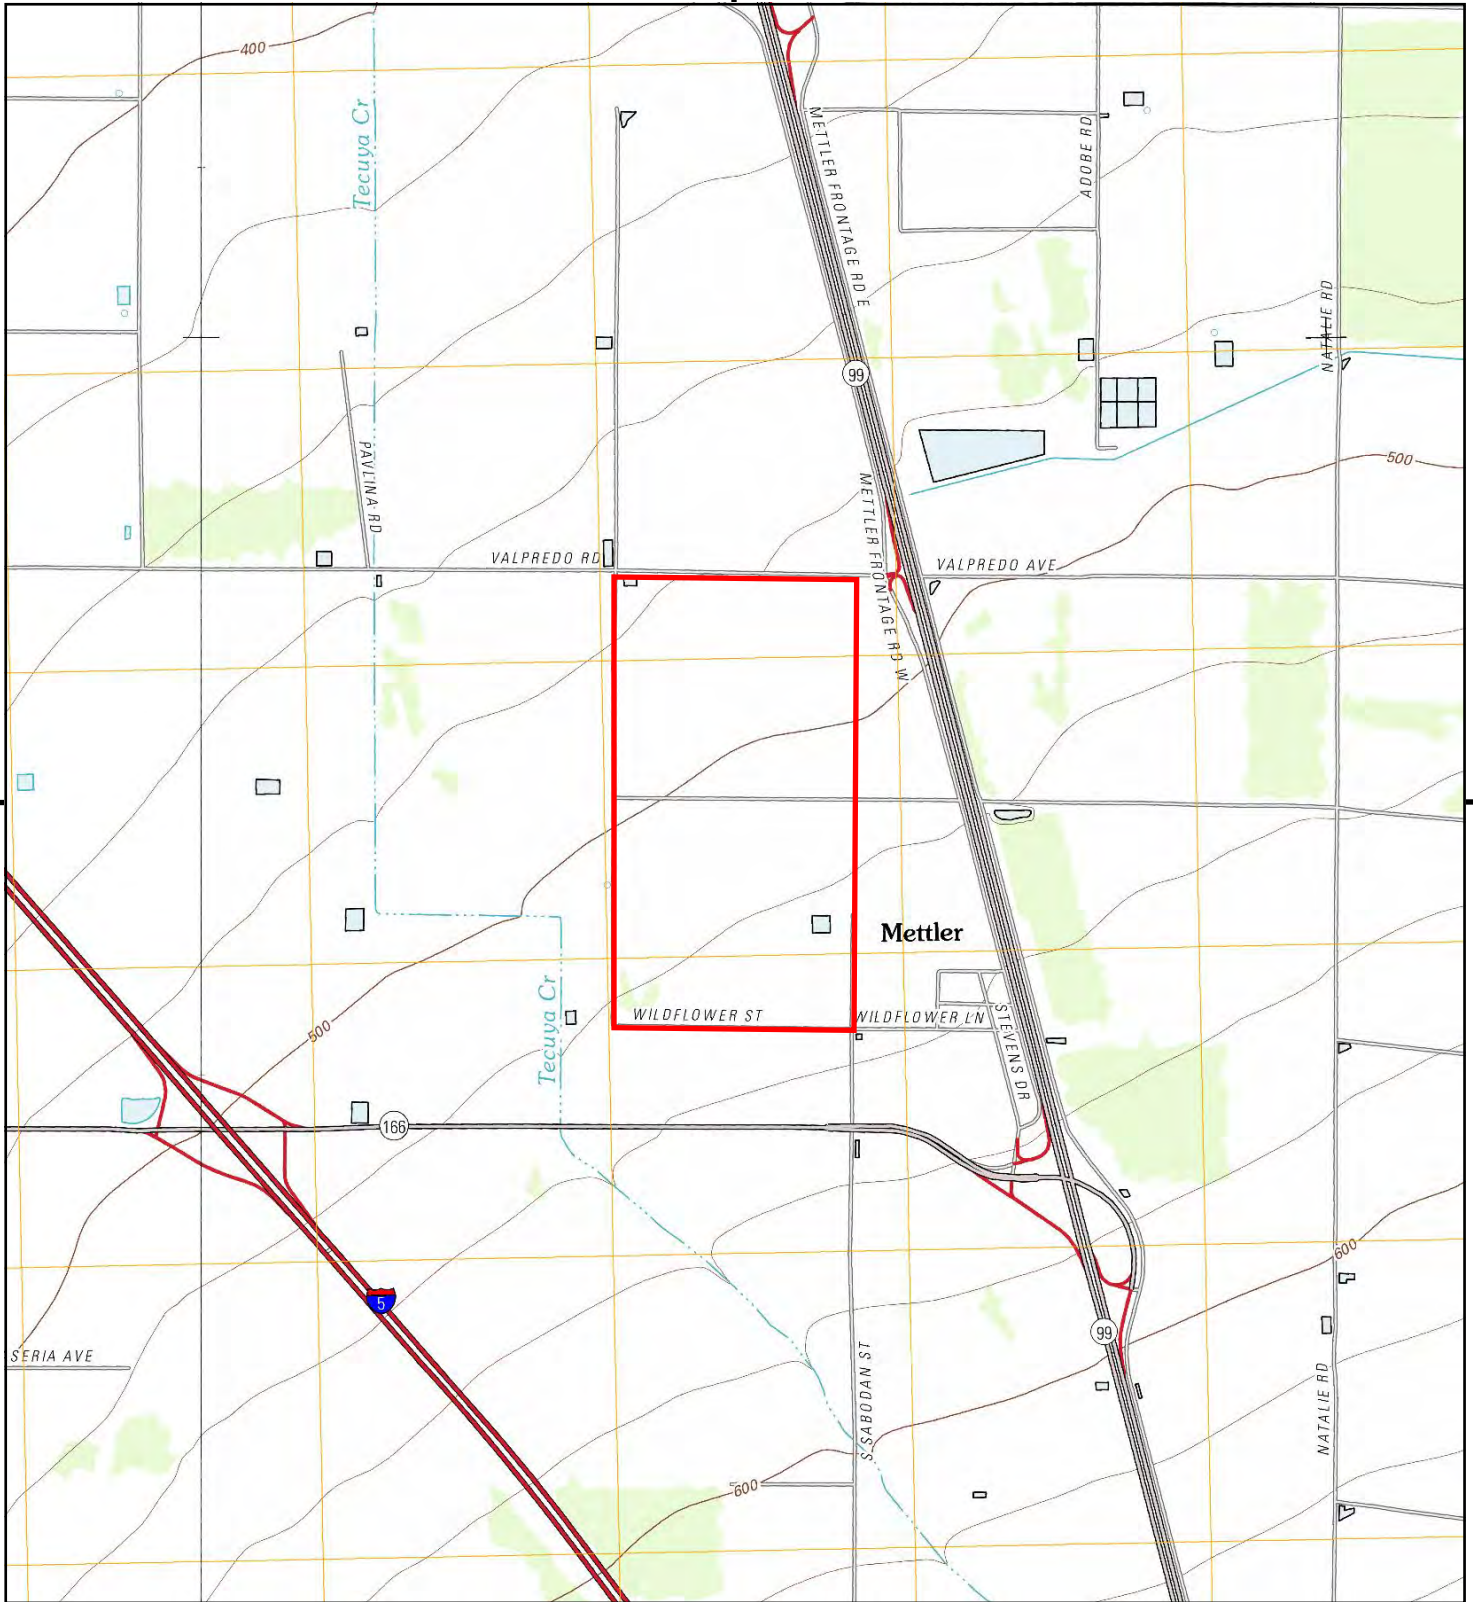 400
Tecuya Cr
METTLER FRONTAGE RD E
ADOBE RD
NATALIE RD
99
PAVLINA RD
METTLER FRONTAGE RD W
500
VALPREDO RD
VALPREDO AVE
Mettler
WILDFLOWER ST
WILDFLOWER LN
STEVENS DR
Tecuya Cr
500
166
600
5
99
SERIA AVE
S SABODAN ST
NATALIE RD
600